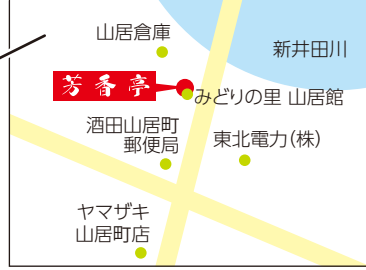 山居倉庫
新井田川
芳香亭
みどりの里 山居館
酒田山居町
郵便局
東北電力(株)
ヤマザキ
山居町店